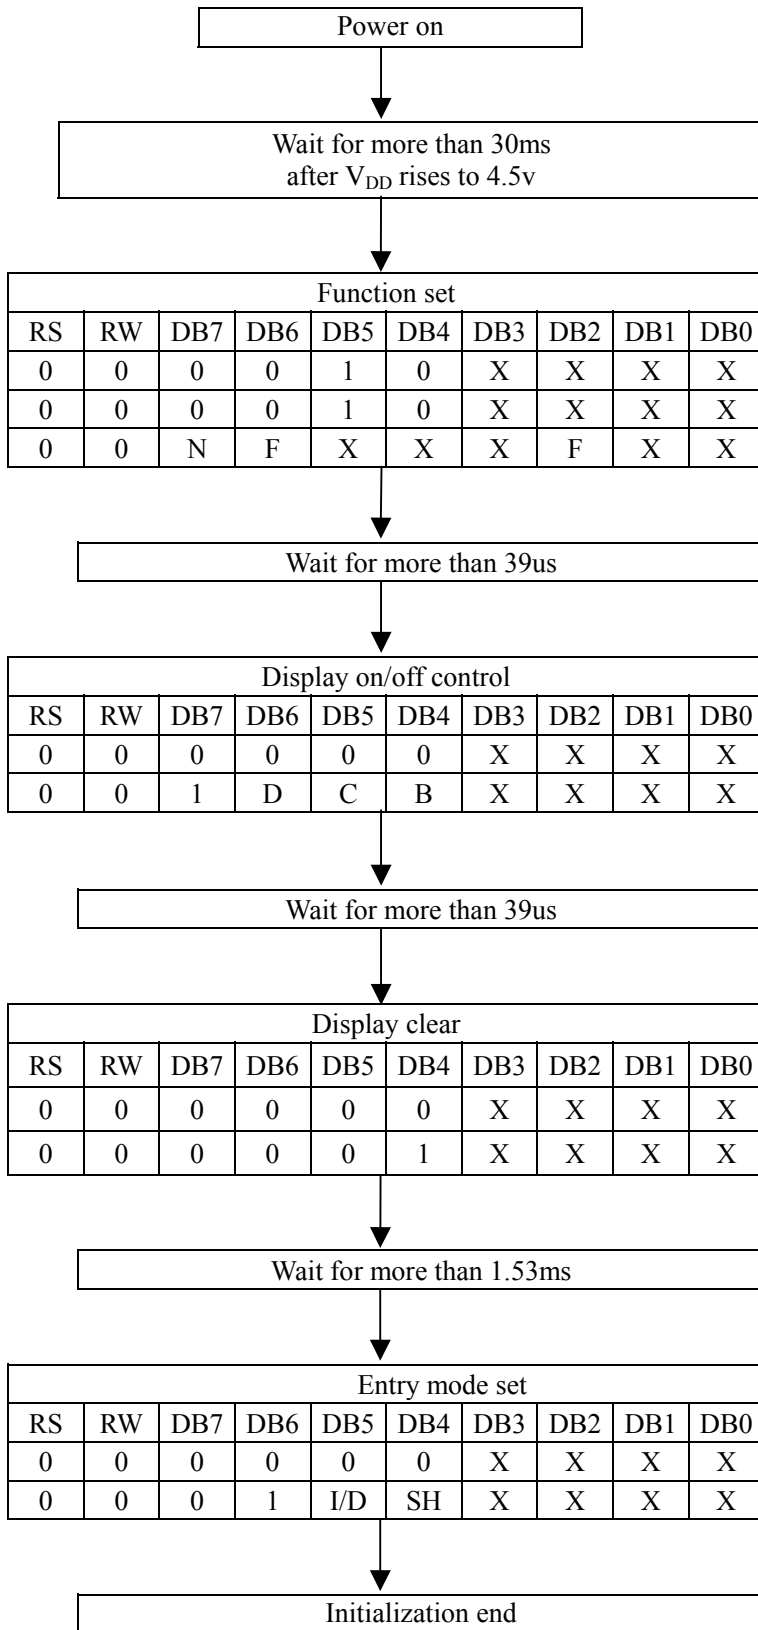 Power on
Wait for more than 30ms
after VDD rises to 4.5v
Function set
RS RW DB7 DB6 DB5 DB4 DB3 DB2 DB1 DB0
0 0 0 0 1 0 X X X X
0 0 0 0 1 0 X X X X
0 0 N F X X X F X X
Wait for more than 39us
Display on/off control
RS RW DB7 DB6 DB5 DB4 DB3 DB2 DB1 DB0
0 0 0 0 0 0 X X X X
0 0 1 D C B X X X X
Wait for more than 39us
Display clear
RS RW DB7 DB6 DB5 DB4 DB3 DB2 DB1 DB0
0 0 0 0 0 0 X X X X
0 0 0 0 0 1 X X X X
Wait for more than 1.53ms
Entry mode set
RS RW DB7 DB6 DB5 DB4 DB3 DB2 DB1 DB0
0 0 0 0 0 0 X X X X
0 0 0 1 I/D SH X X X X
Initialization end